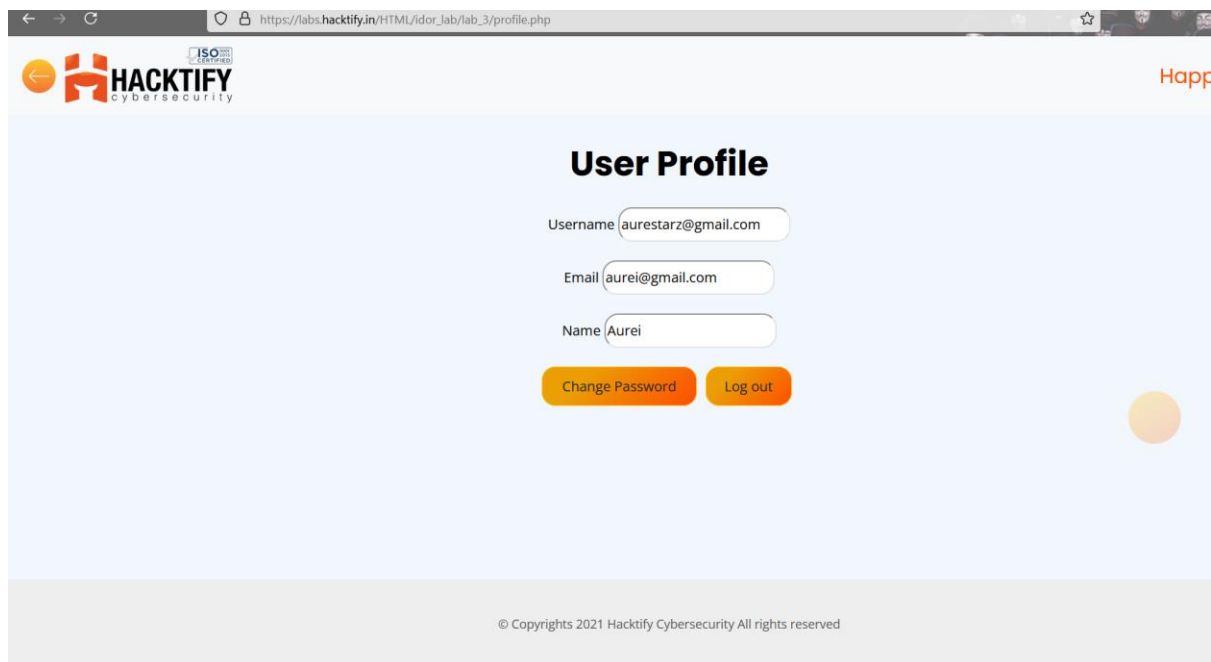 https://labs.hacktify.in/HTML/idor_lab/lab_3/profile.php
ISO
CERTIFIED
HACKTIFY
cybersecurity
Happ
User Profile
Username aurestarz@gmail.com
Email aurei@gmail.com
Name Aurei
Change Password Log out
© Copyrights 2021 Hacktify Cybersecurity All rights reserved